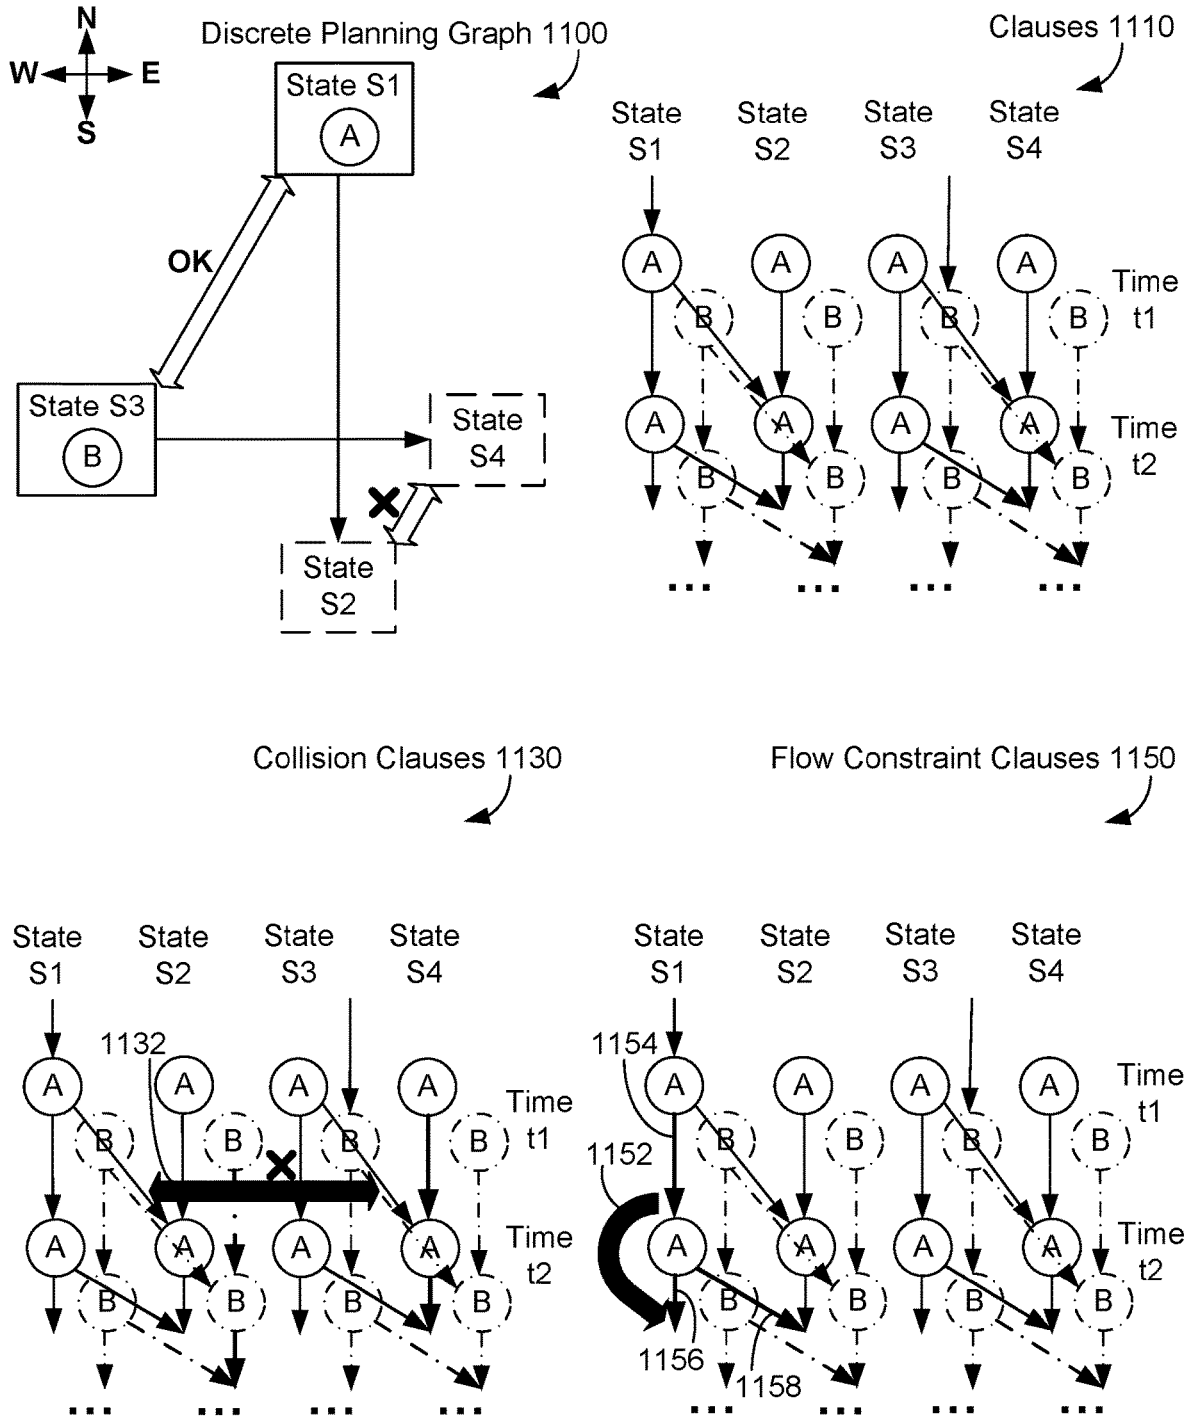 N
W E
S
Discrete Planning Graph 1100
State S1
A
OK
State S3
B
State
S4
State
S2
Clauses 1110
State State State State
S1 S2 S3 S4
A A A A
Time
t1
B B B B
A A A A
Time
t2
B B B B
... ... ... ...
Collision Clauses 1130
State State State State
S1 S2 S3 S4
1132
A A A A
Time
t1
B B B B
A A A A
Time
t2
B B B B
... ... ... ...
Flow Constraint Clauses 1150
State State State State
S1 S2 S3 S4
1154
A A A A
Time
t1
B B B B
1152
A A A A
Time
t2
B B B B
1156
1158
... ... ... ...